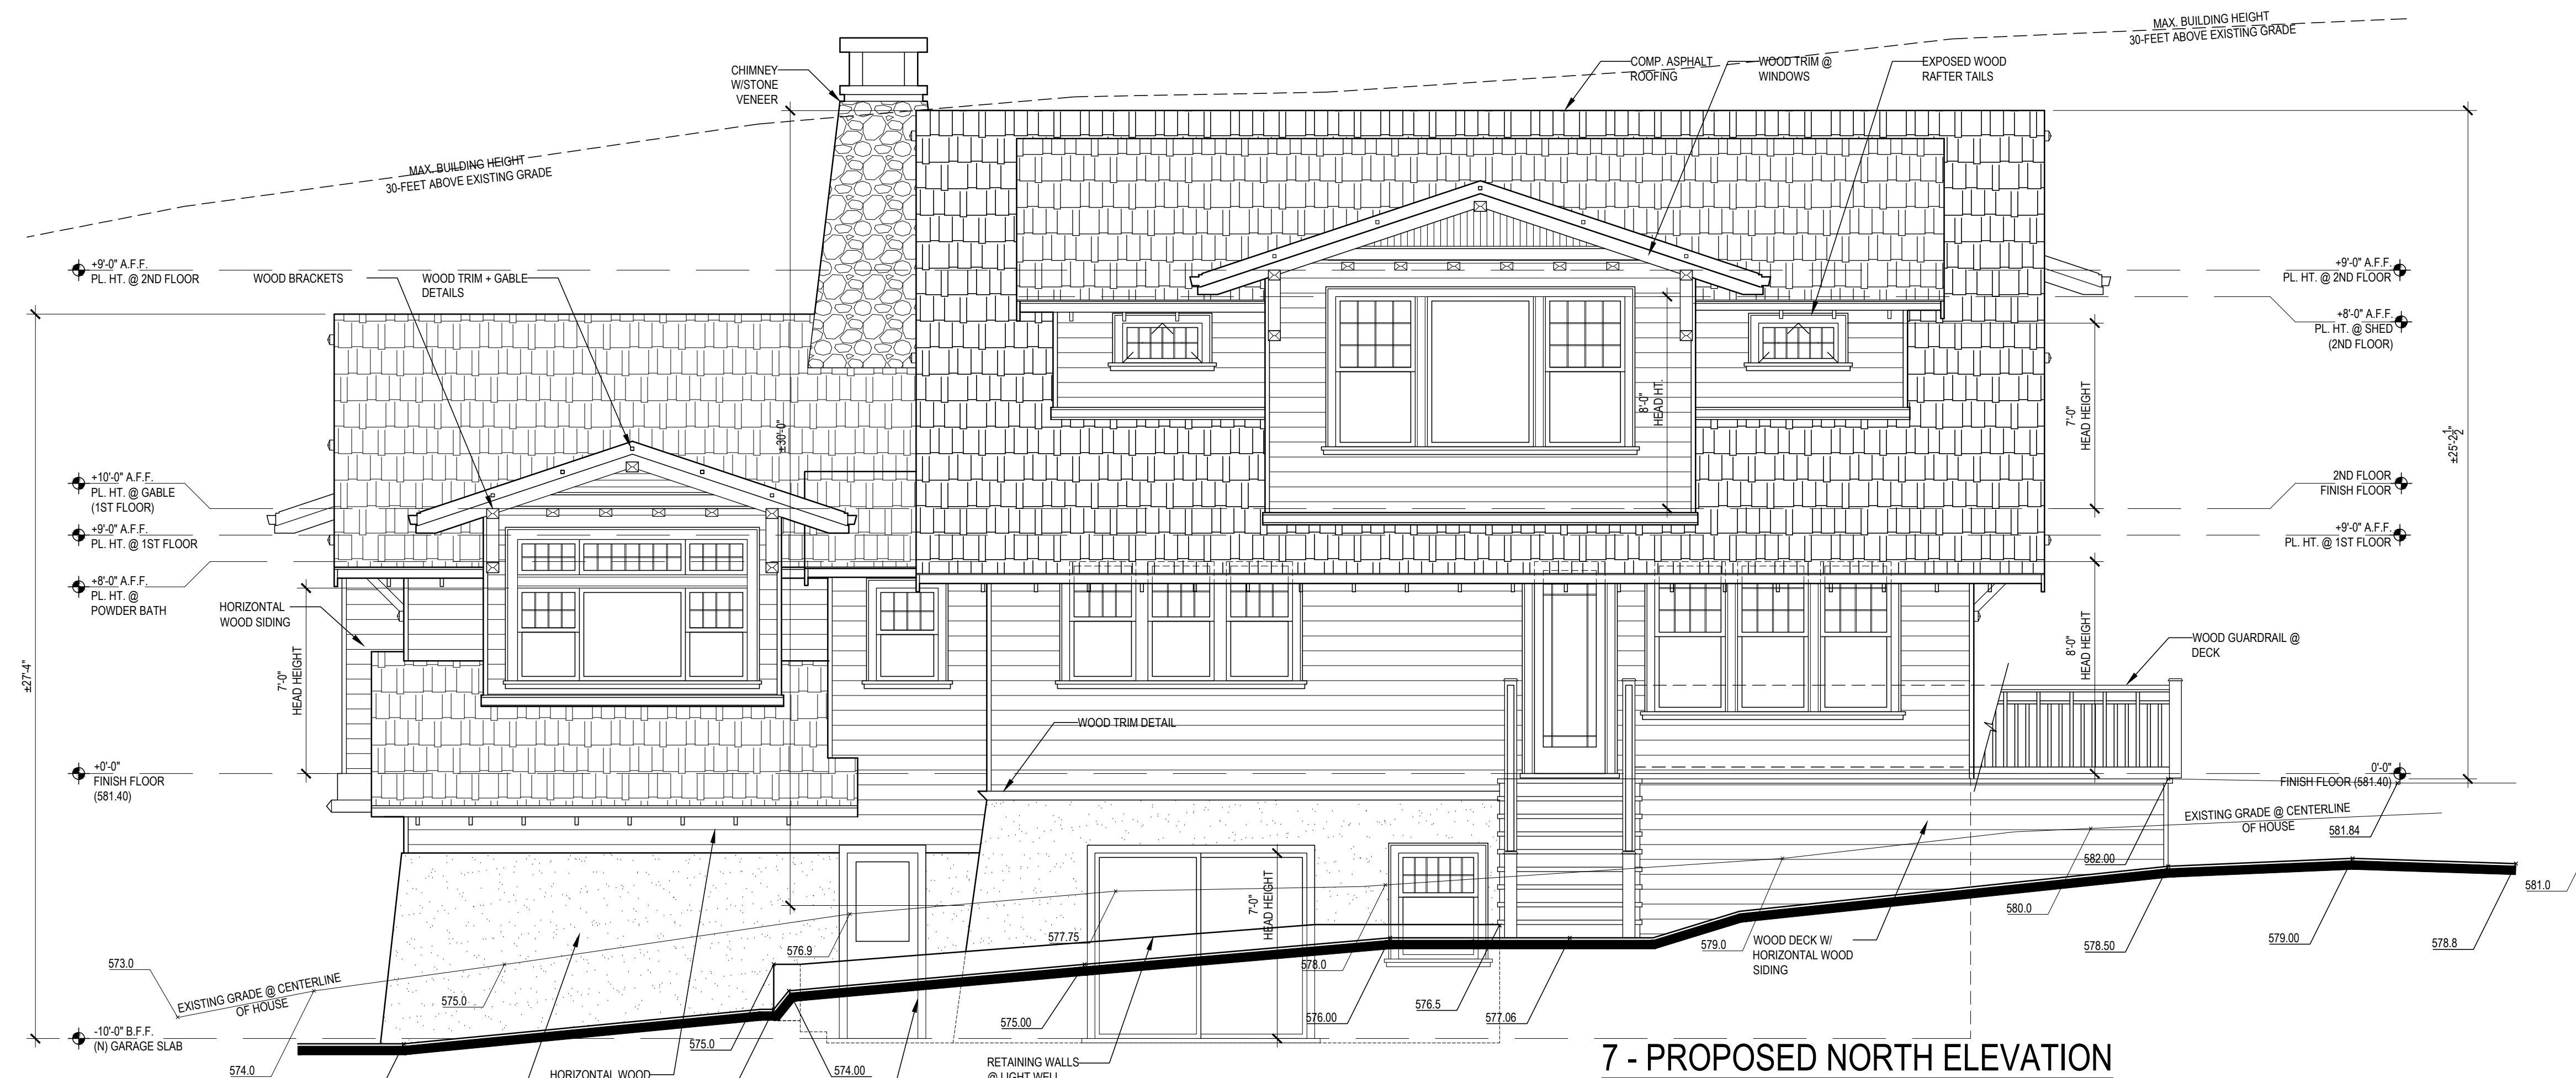 MAX. BUILDING HEIGHT
30-FEET ABOVE EXISTING GRADE
CHIMNEY
W/STONE
VENEER
COMP. ASPHALT
ROOFING
WOOD TRIM @
WINDOWS
EXPOSED WOOD
RAFTER TAILS
MAX. BUILDING HEIGHT
30-FEET ABOVE EXISTING GRADE
+9'-0" A.F.F.
PL. HT. @ 2ND FLOOR
WOOD BRACKETS
WOOD TRIM + GABLE
DETAILS
+9'-0" A.F.F.
PL. HT. @ 2ND FLOOR
+8'-0" A.F.F.
PL. HT. @ SHED
(2ND FLOOR)
8'-0"
HEAD HT.
7'-0"
HEAD HEIGHT
±30'-0"
±25'-2 1/2"
+10'-0" A.F.F.
PL. HT. @ GABLE
(1ST FLOOR)
+9'-0" A.F.F.
PL. HT. @ 1ST FLOOR
+8'-0" A.F.F.
PL. HT. @
POWDER BATH
2ND FLOOR
FINISH FLOOR
+9'-0" A.F.F.
PL. HT. @ 1ST FLOOR
HORIZONTAL
WOOD SIDING
±27'-4"
7'-0"
HEAD HEIGHT
8'-0"
HEAD HEIGHT
WOOD GUARDRAIL @
DECK
WOOD TRIM DETAIL
+0'-0"
FINISH FLOOR
(581.40)
0'-0"
FINISH FLOOR (581.40)
EXISTING GRADE @ CENTERLINE
OF HOUSE
581.84
582.00
581.0
580.0
7'-0"
HEAD HEIGHT
576.9
577.75
578.0
579.0
WOOD DECK W/
HORIZONTAL WOOD
SIDING
578.50
579.00
578.8
573.0
EXISTING GRADE @ CENTERLINE
OF HOUSE
575.0
576.5
575.00
576.00
577.06
-10'-0" B.F.F.
(N) GARAGE SLAB
575.0
574.0
HORIZONTAL WOOD
574.00
RETAINING WALLS
@ LIGHT WELL
7 - PROPOSED NORTH ELEVATION